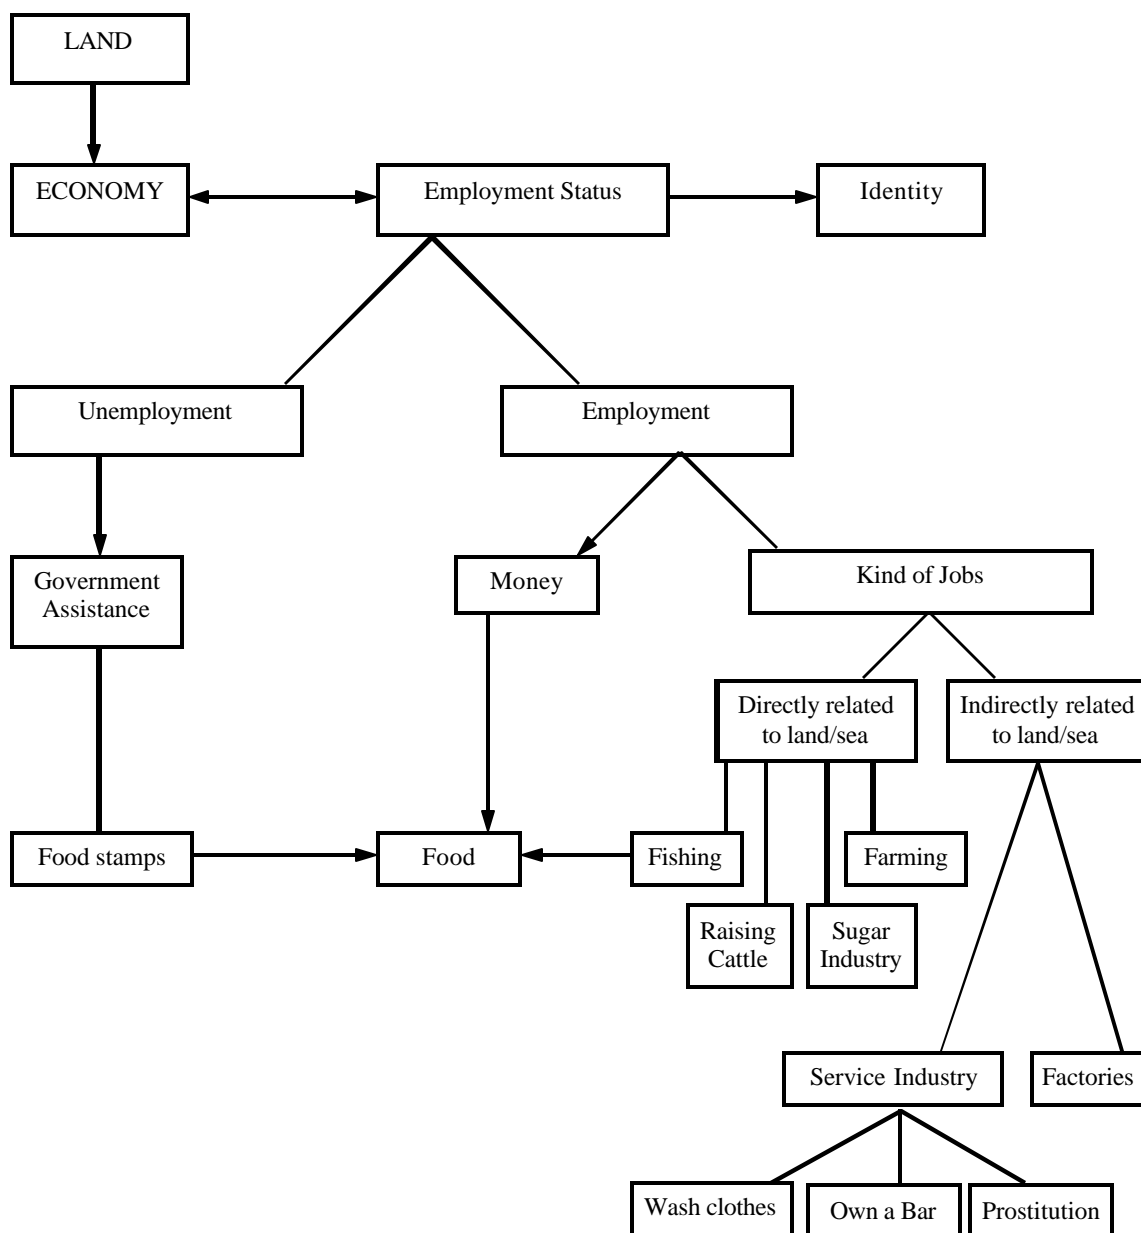 LAND
ECONOMY
Employment Status
Identity
Unemployment
Employment
Government
Assistance
Money
Kind of Jobs
Directly related
to land/sea
Indirectly related
to land/sea
Food stamps
Food
Fishing
Farming
Raising
Cattle
Sugar
Industry
Service Industry
Factories
Wash clothes
Own a Bar
Prostitution